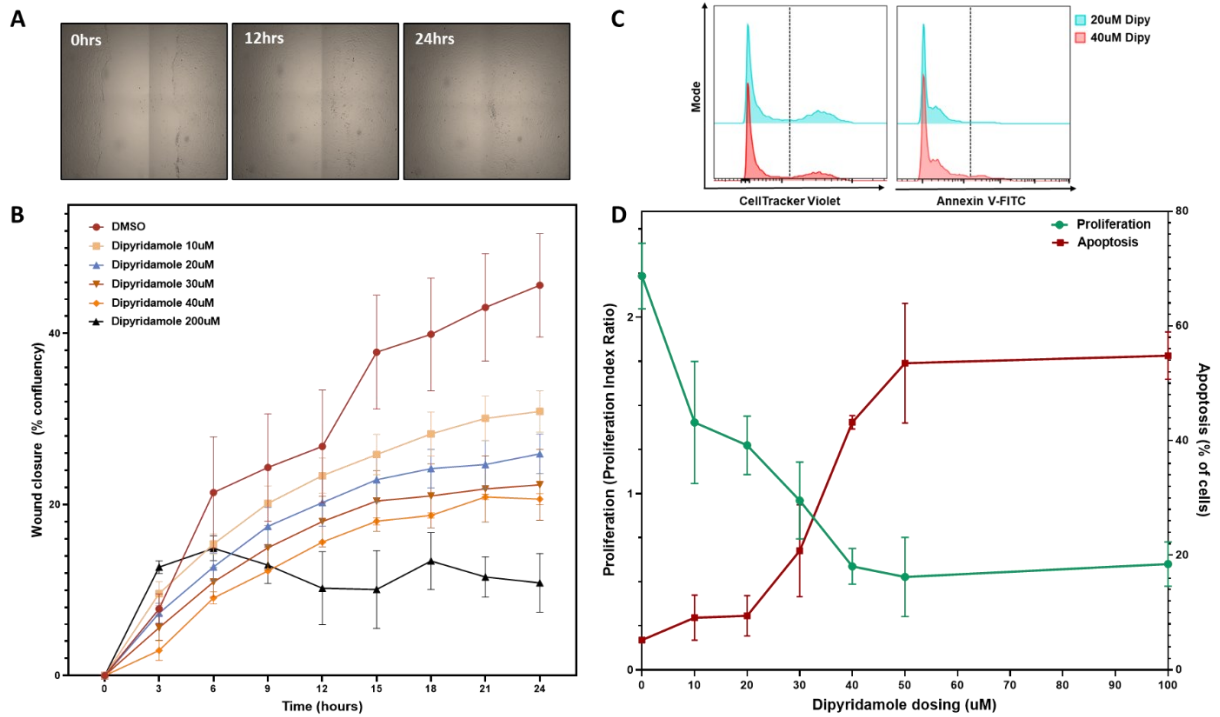 A
0hrs
12hrs
24hrs
B
DMSO
Dipyridamole 10uM
Dipyridamole 20uM
Dipyridamole 30uM
Dipyridamole 40uM
Dipyridamole 200uM
Wound closure (% confluency)
40
20
0
0 3 6 9 12 15 18 21 24
Time (hours)
C
20uM Dipy
40uM Dipy
Mode
CellTracker Violet
Annexin V-FITC
D
Proliferation
Apoptosis
Proliferation (Proliferation Index Ratio)
2
1
0
80
60
40
20
0
Apoptosis (% of cells)
0 10 20 30 40 50 60 70 80 90 100
Dipyridamole dosing (uM)